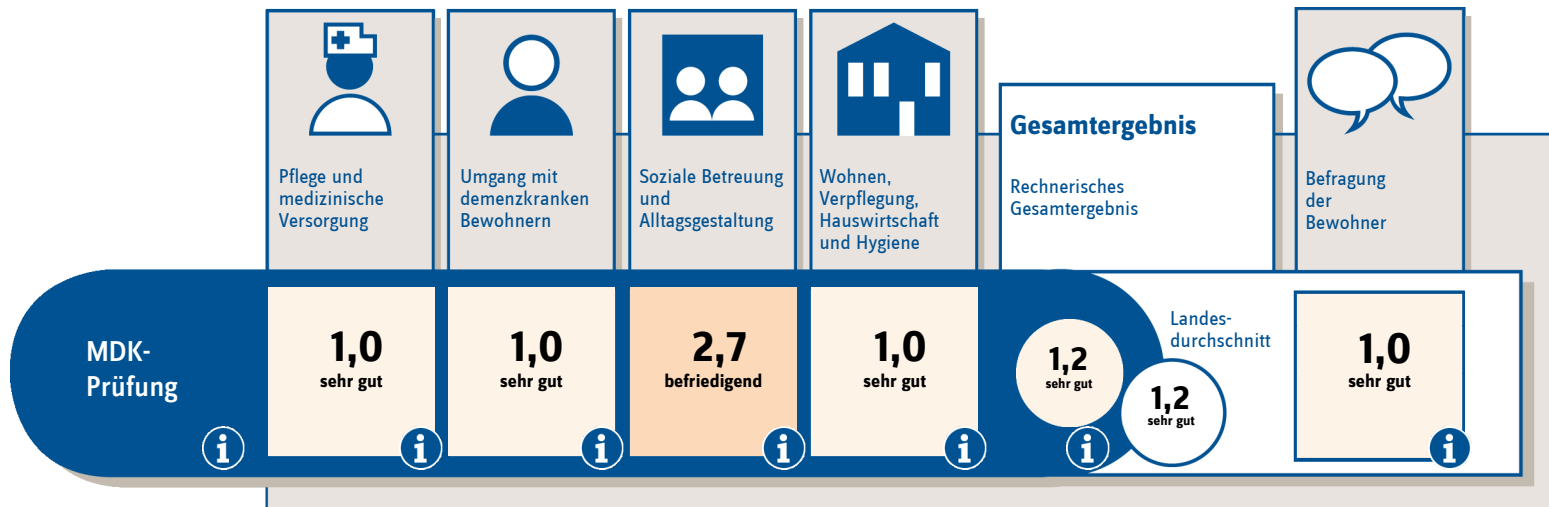 Pflege und
medizinische
Versorgung
Umgang mit
demenzkranken
Bewohnern
Soziale Betreuung
und
Alltagsgestaltung
Wohnen,
Verpflegung,
Hauswirtschaft
und Hygiene
Gesamtergebnis
Rechnerisches
Gesamtergebnis
Befragung
der
Bewohner
MDK-
Prüfung
i
1,0
sehr gut
i
1,0
sehr gut
i
2,7
befriedigend
i
1,0
sehr gut
i
1,2
sehr gut
i
Landes-
durchschnitt
1,2
sehr gut
1,0
sehr gut
i